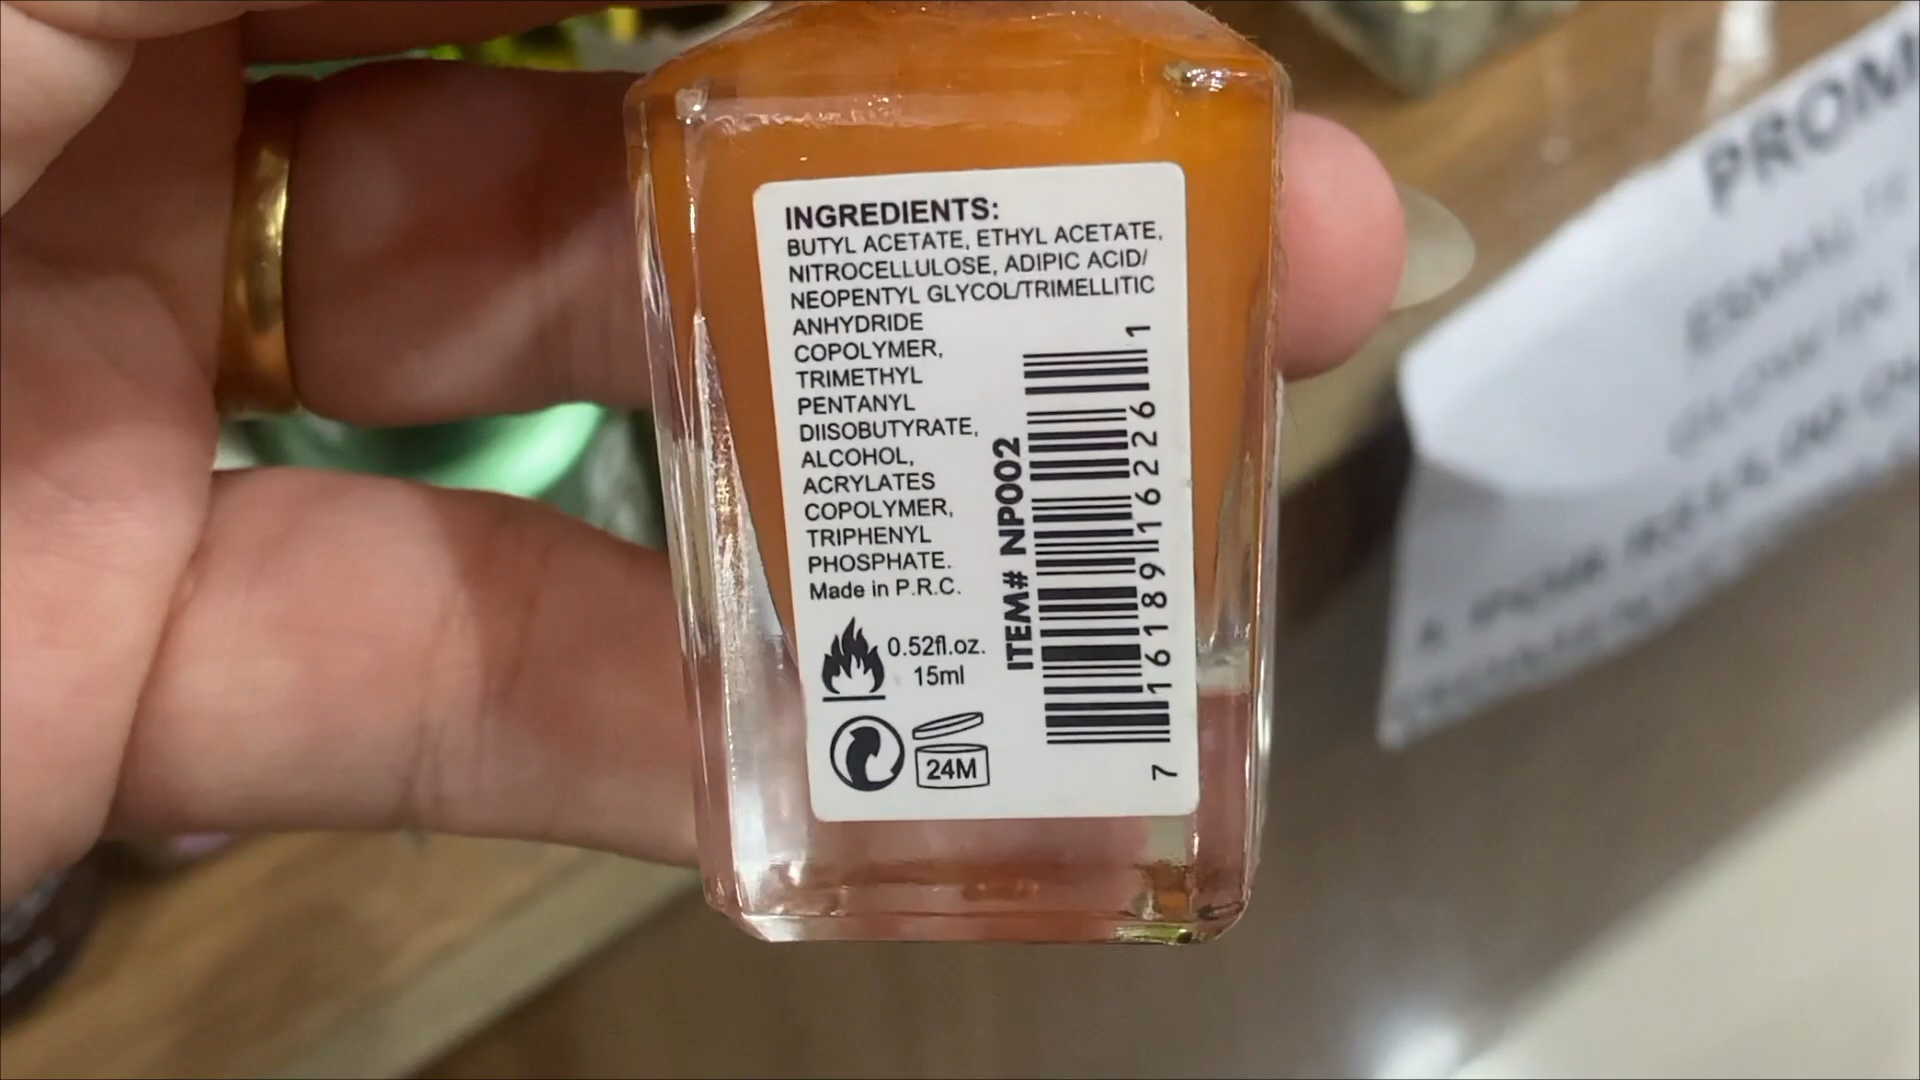 INGREDIENTS:
BUTYL ACETATE, ETHYL ACETATE,
NITROCELLULOSE, ADIPIC ACID/
NEOPENTYL GLYCOL/TRIMELLITIC
ANHYDRIDE
COPOLYMER,
TRIMETHYL
PENTANYL
DIISOBUTYRATE,
ALCOHOL,
ACRYLATES
COPOLYMER,
TRIPHENYL
PHOSPHATE.
Made in P.R.C.
0.52fl.oz.
15ml
24M
ITEM# NP002
7 16189 16226 1
PROM